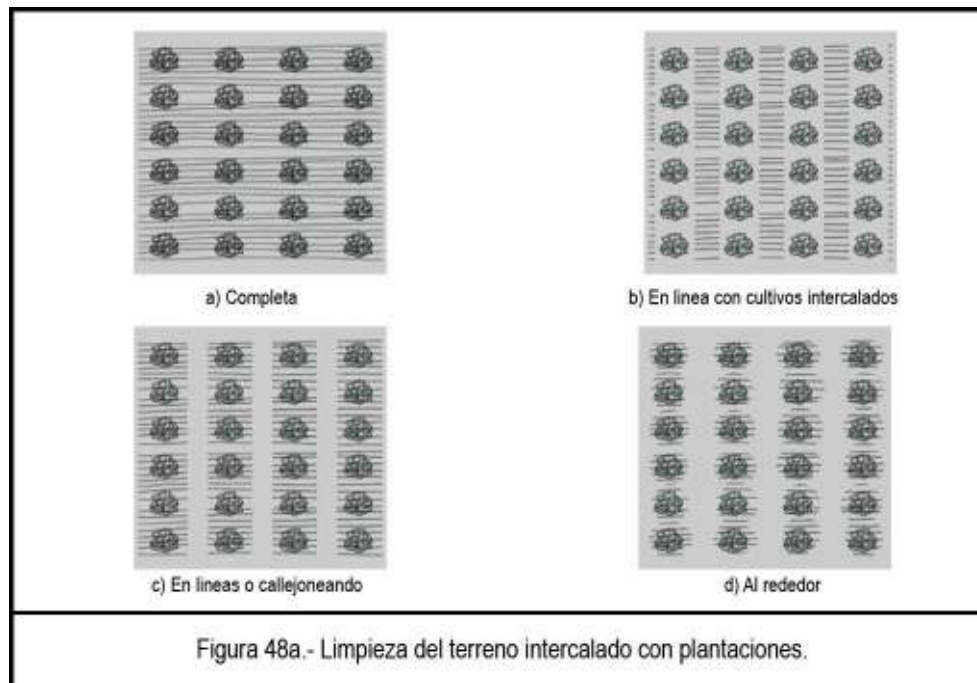 a) Completa
b) En linea con cultivos intercalados
c) En lineas o callejoneando
d) Al rededor
Figura 48a.- Limpieza del terreno intercalado con plantaciones.